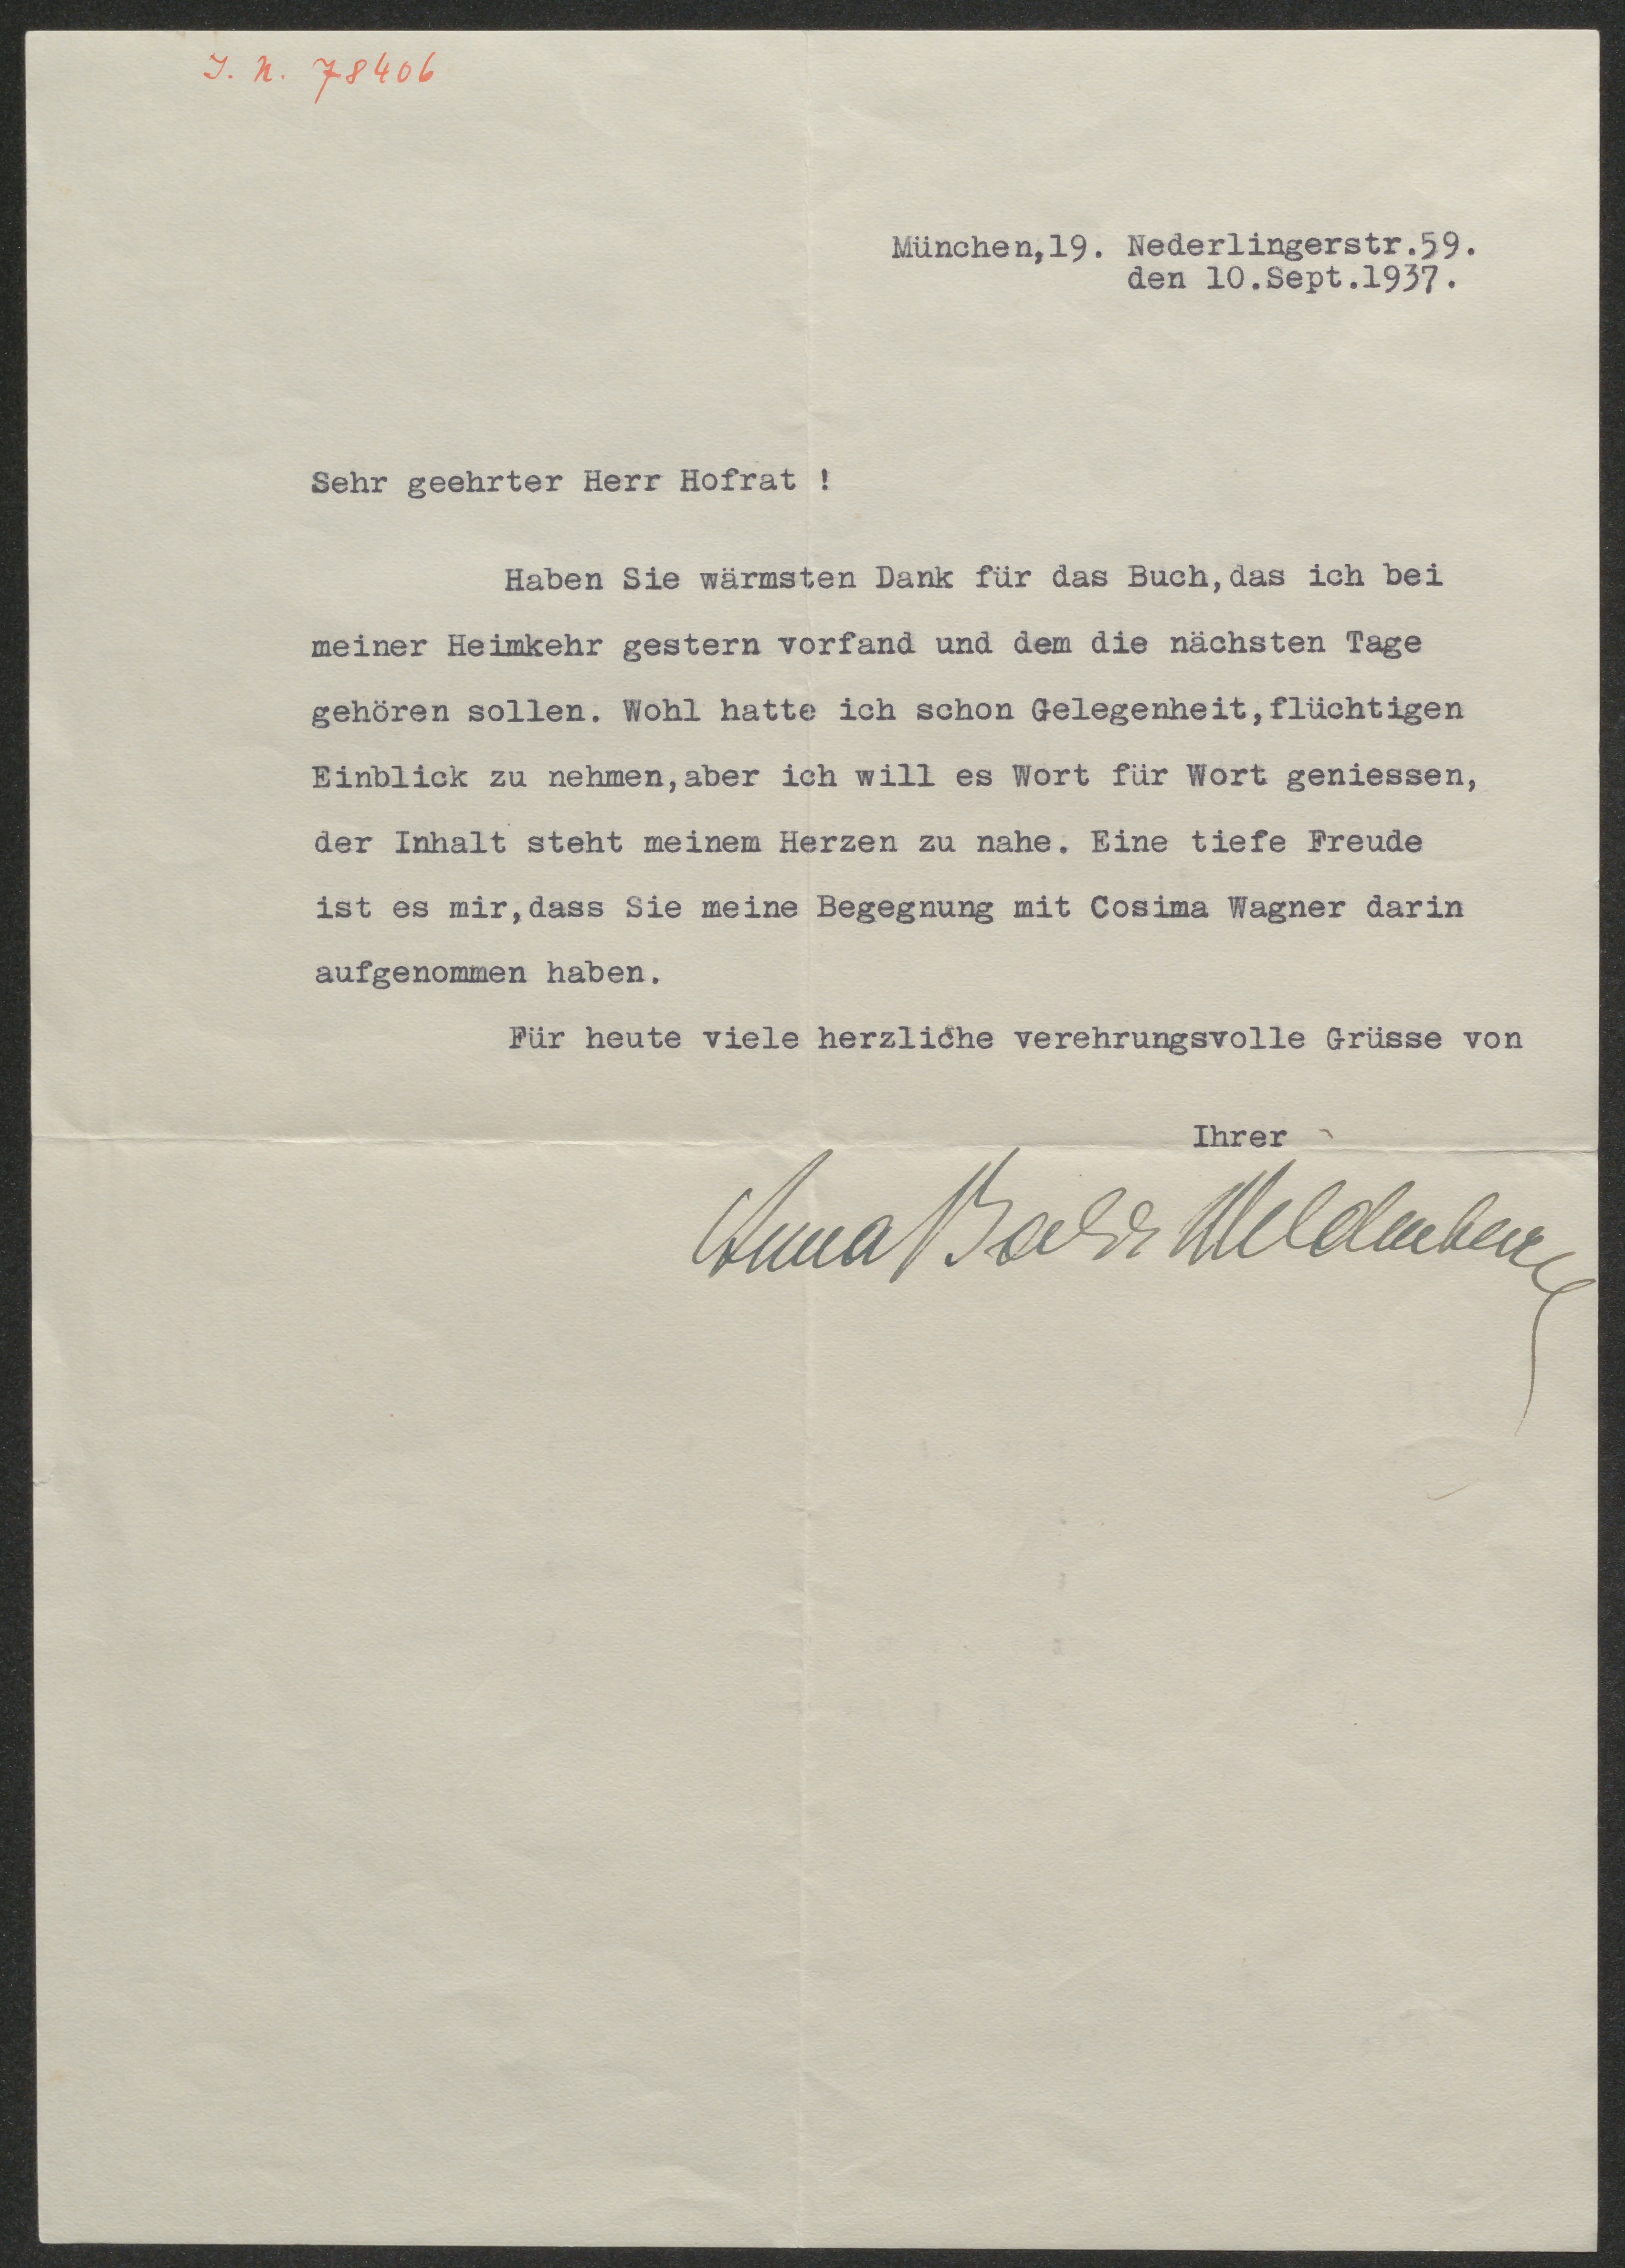 I. N. 78406
München,19. Nederlingerstr.59.
den 10.Sept.1937.
Sehr geehrter Herr Hofrat !
Haben Sie wärmsten Dank für das Buch,das ich bei
meiner Heimkehr gestern vorfand und dem die nächsten Tage
gehören sollen. Wohl hatte ich schon Gelegenheit,flüchtigen
Einblick zu nehmen,aber ich will es Wort für Wort geniessen,
der Inhalt steht meinem Herzen zu nahe. Eine tiefe Freude
ist es mir,dass Sie meine Begegnung mit Cosima Wagner darin
aufgenommen haben.
Für heute viele herzliche verehrungsvolle Grüsse von
Ihrer
Anna Bahr Mildenburg